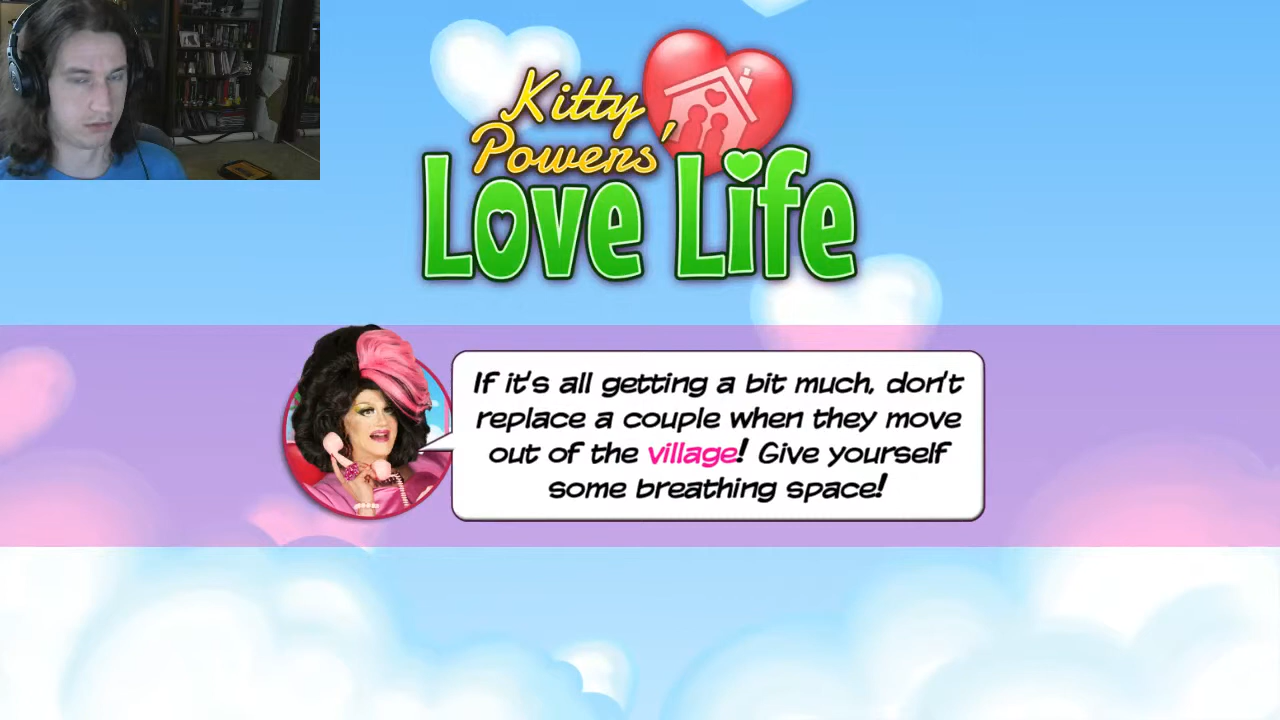 Kitty
Powers'
Love Life
If it's all getting a bit much, don't
replace a couple when they move
out of the village! Give yourself
some breathing space!